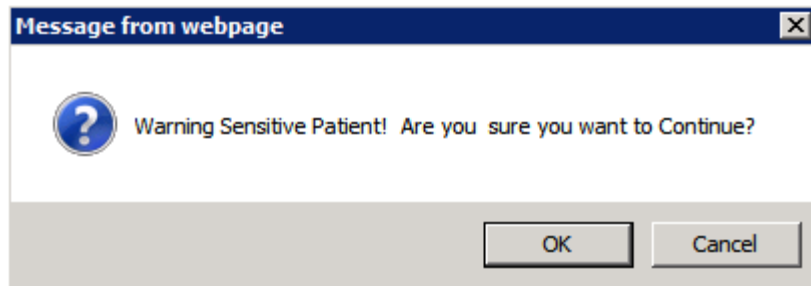 Message from webpage
Warning Sensitive Patient!  Are you  sure you want to Continue?
OK
Cancel